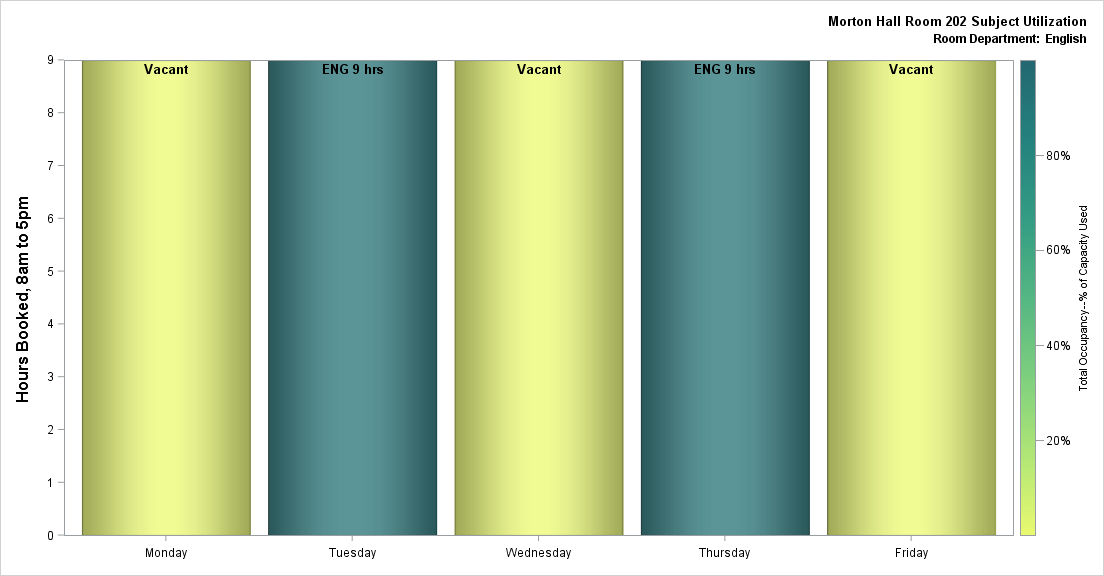 Morton Hall Room 202 Subject Utilization
Room Department: English
Hours Booked, 8am to 5pm
9
8
7
6
5
4
3
2
1
0
Vacant
ENG 9 hrs
Vacant
ENG 9 hrs
Vacant
Monday
Tuesday
Wednesday
Thursday
Friday
80%
60%
40%
20%
Total Occupancy--% of Capacity Used